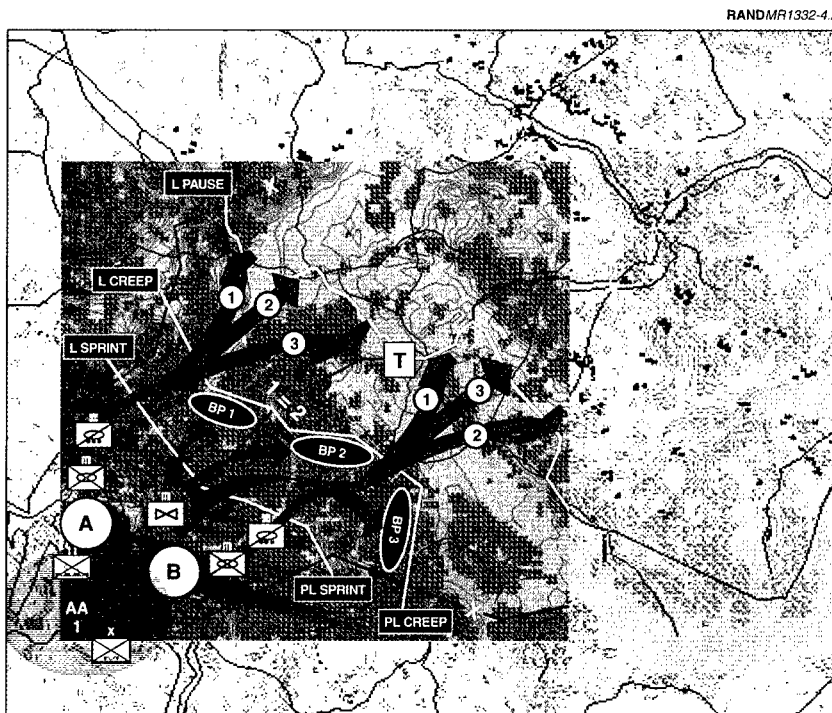 RANDMR1332-4.
L PAUSE
L CREEP
1
2
L SPRINT
3
T
BP 1
1 = 2
1
3
2
BP 2
A
BP 3
B
PL SPRINT
AA
1
PL CREEP
X